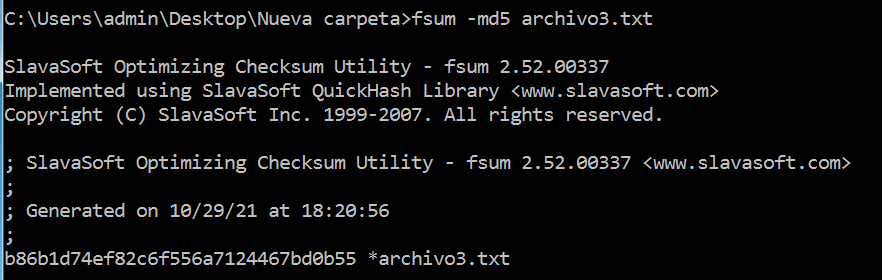 C:\Users\admin\Desktop\Nueva carpeta>fsum -md5 archivo3.txt
SlavaSoft Optimizing Checksum Utility - fsum 2.52.00337
Implemented using SlavaSoft QuickHash Library <www.slavasoft.com>
Copyright (C) SlavaSoft Inc. 1999-2007. All rights reserved.
; SlavaSoft Optimizing Checksum Utility - fsum 2.52.00337 <www.slavasoft.com>
;
; Generated on 10/29/21 at 18:20:56
;
b86b1d74ef82c6f556a7124467bd0b55 *archivo3.txt